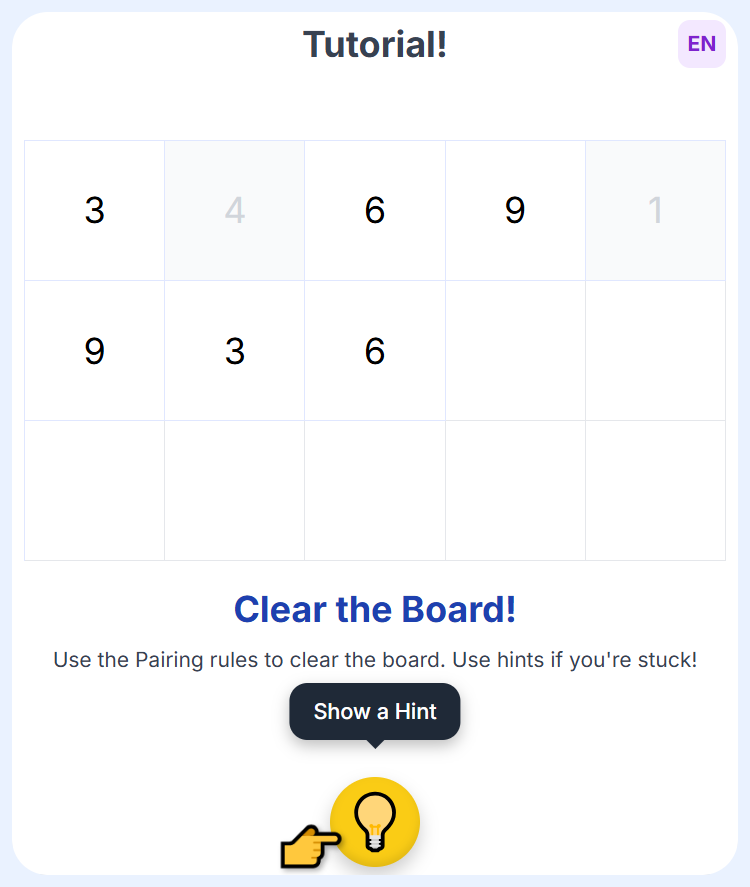 Tutorial!
EN
3 4 6 9 1
9 3 6
Clear the Board!
Use the Pairing rules to clear the board. Use hints if you're stuck!
Show a Hint